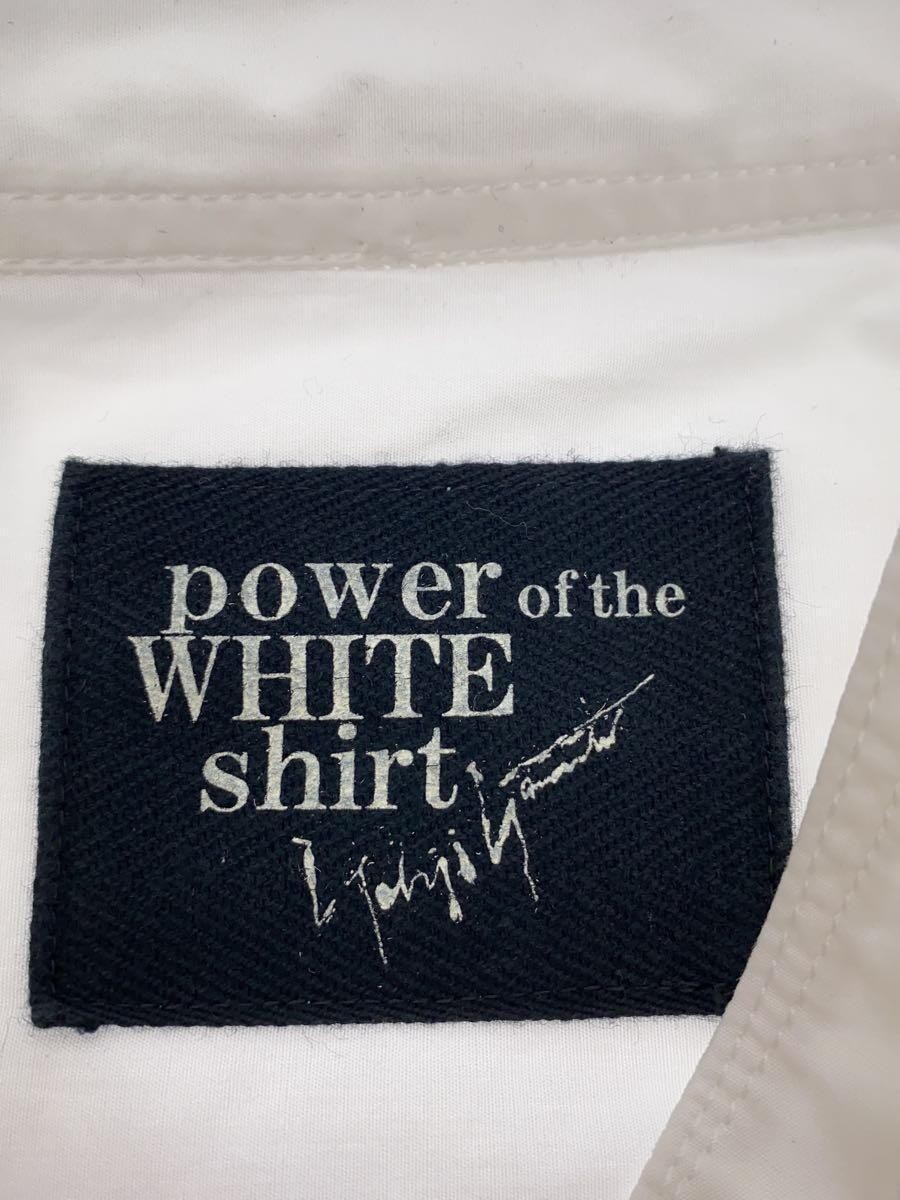 power of the
WHITE
shirt
Yohji Yamamoto